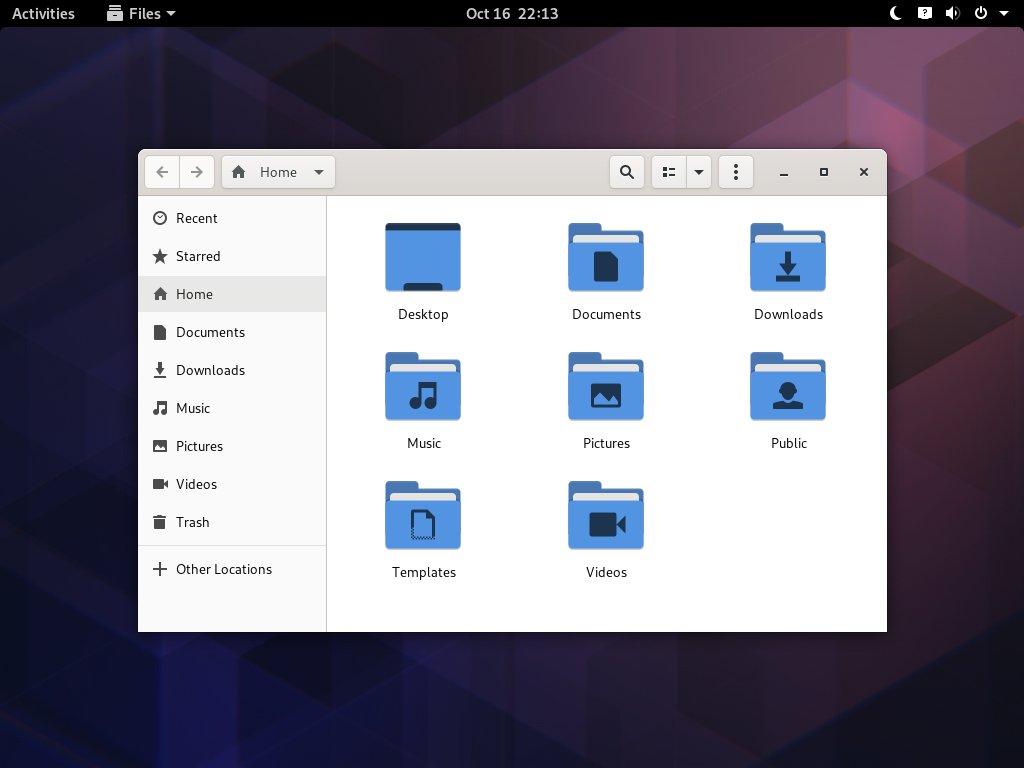 Activities Files Oct 16 22:13
Home
Recent
Starred
Home
Documents
Downloads
Music
Pictures
Videos
Trash
Other Locations
Desktop Documents Downloads
Music Pictures Public
Templates Videos